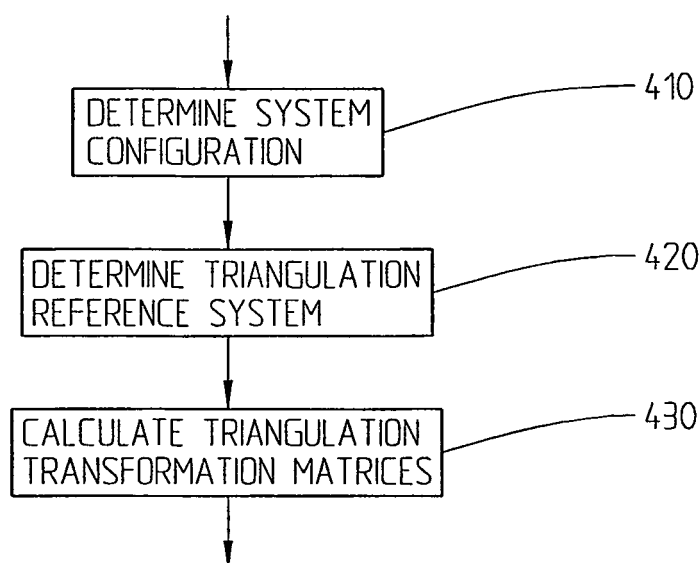 DETERMINE SYSTEM
CONFIGURATION
410
DETERMINE TRIANGULATION
REFERENCE SYSTEM
420
CALCULATE TRIANGULATION
TRANSFORMATION MATRICES
430